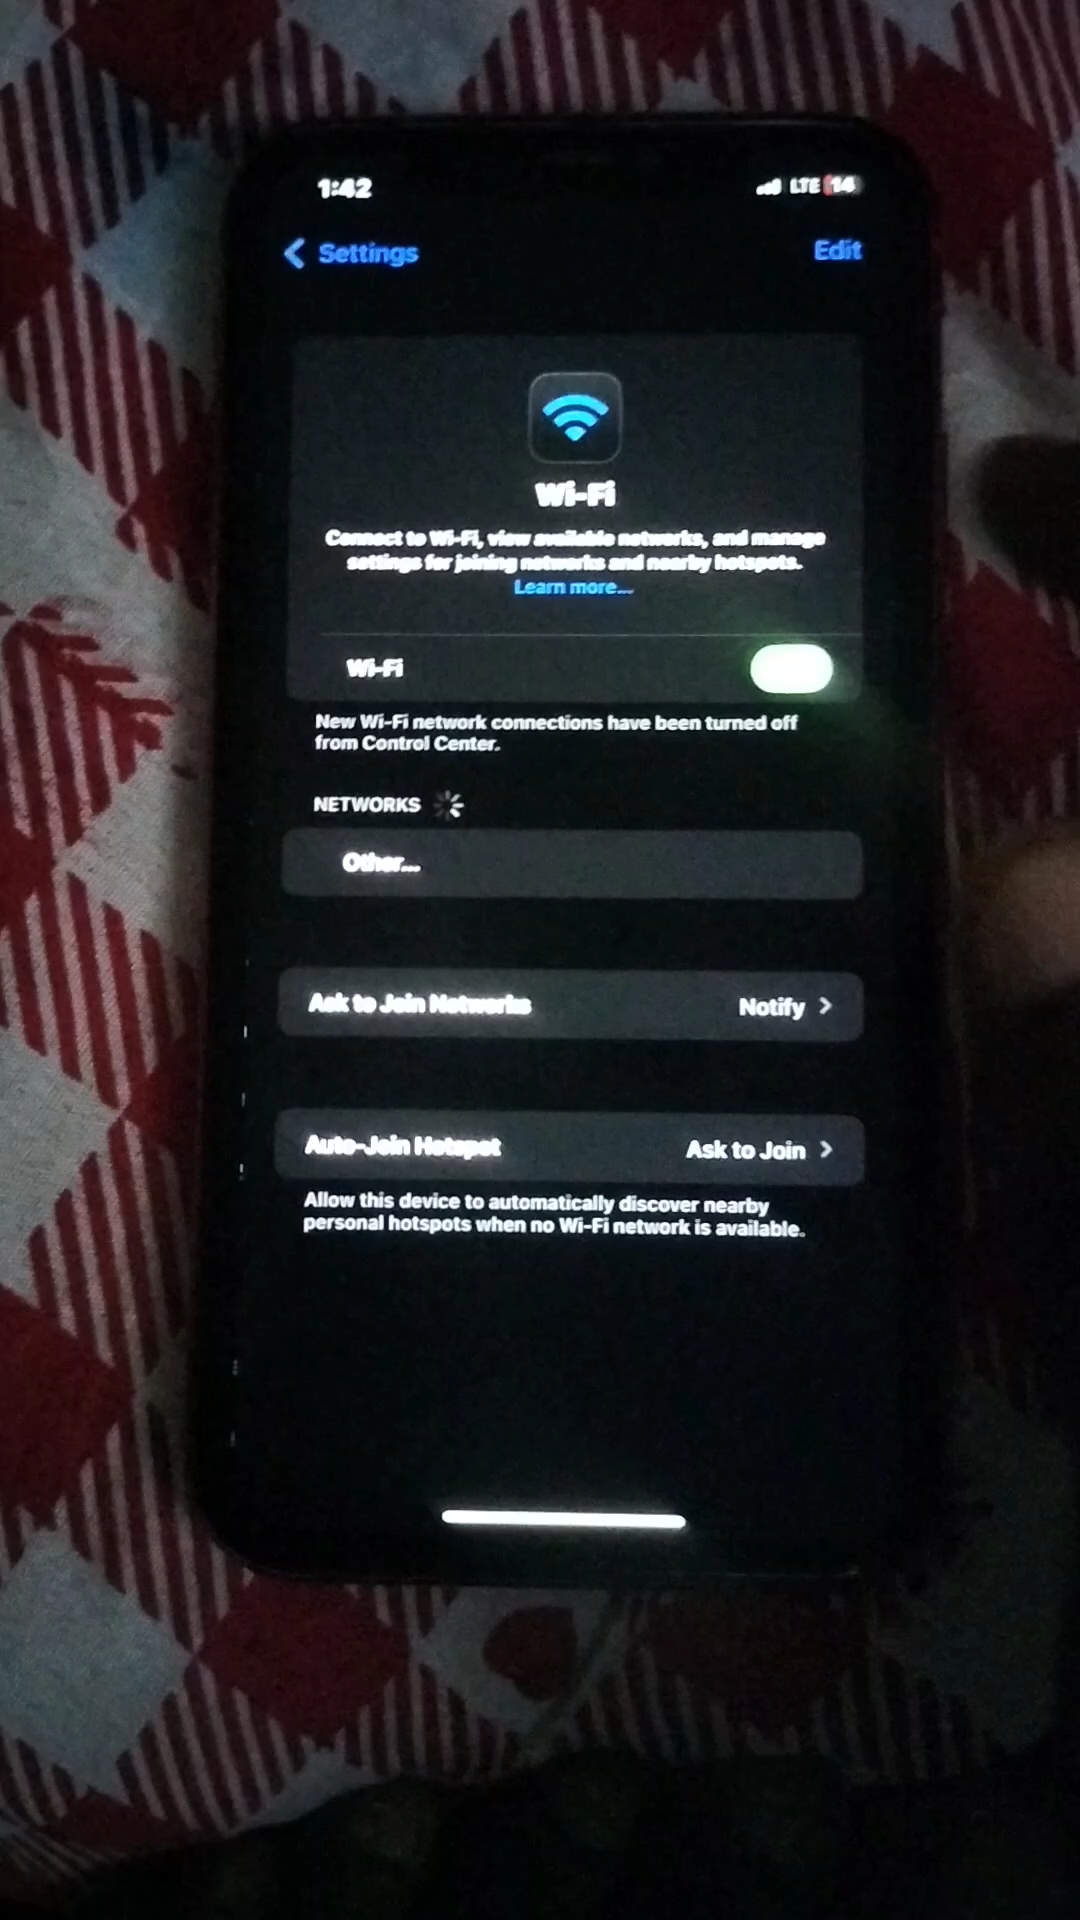 1:42 LTE 14
Settings Edit
Wi-Fi
Connect to Wi-Fi, view available networks, and manage
settings for joining networks and nearby hotspots.
Learn more...
Wi-Fi
New Wi-Fi network connections have been turned off
from Control Center.
NETWORKS
Other...
Ask to Join Networks Notify
Auto-Join Hotspot Ask to Join
Allow this device to automatically discover nearby
personal hotspots when no Wi-Fi network is available.